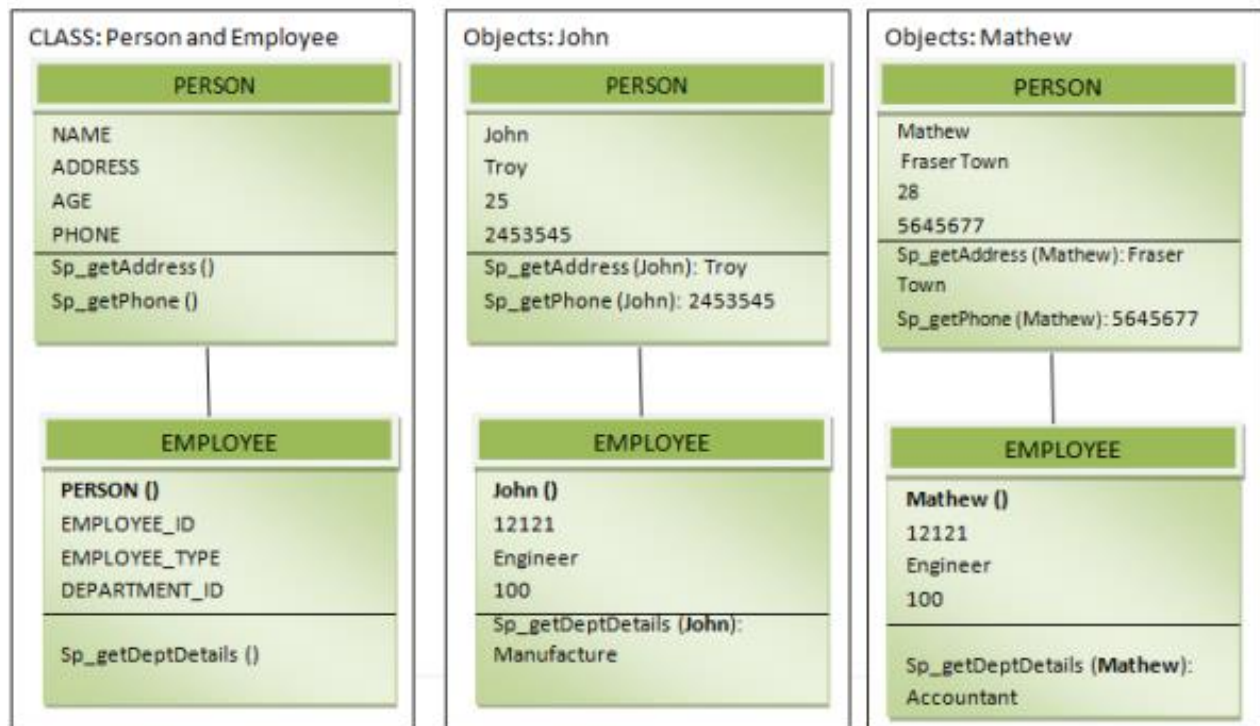 CLASS: Person and Employee
PERSON
NAME
ADDRESS
AGE
PHONE
Sp_getAddress ()
Sp_getPhone ()
EMPLOYEE
PERSON ()
EMPLOYEE_ID
EMPLOYEE_TYPE
DEPARTMENT_ID
Sp_getDeptDetails ()
Objects: John
PERSON
John
Troy
25
2453545
Sp_getAddress (John): Troy
Sp_getPhone (John): 2453545
EMPLOYEE
John ()
12121
Engineer
100
Sp_getDeptDetails (John):
Manufacture
Objects: Mathew
PERSON
Mathew
Fraser Town
28
5645677
Sp_getAddress (Mathew): Fraser
Town
Sp_getPhone (Mathew): 5645677
EMPLOYEE
Mathew ()
12121
Engineer
100
Sp_getDeptDetails (Mathew):
Accountant